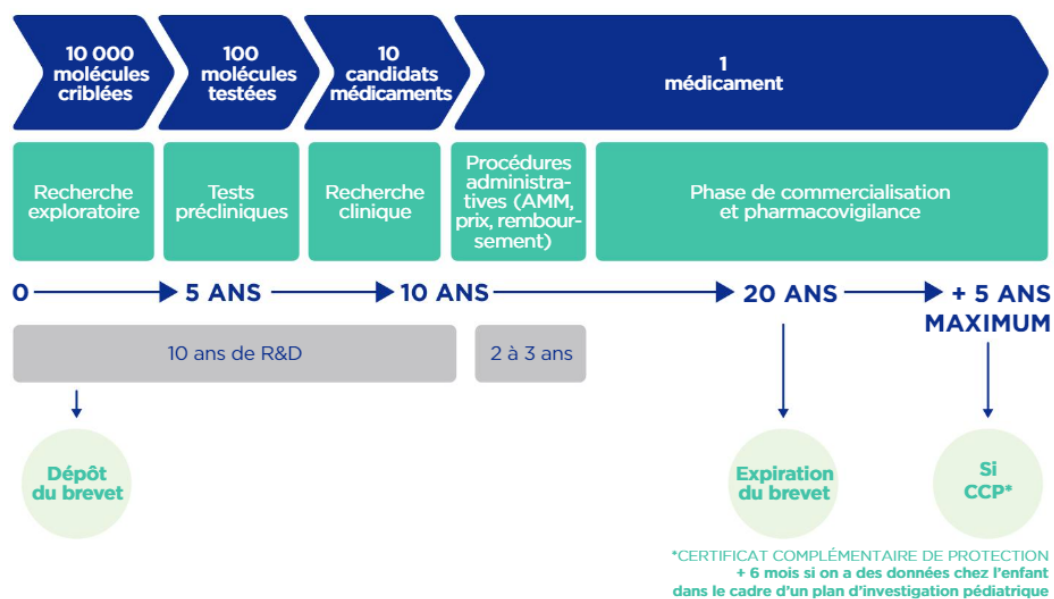 10 000
molécules
criblées
100
molécules
testées
10
candidats
médicaments
1
médicament
Recherche
exploratoire
Tests
précliniques
Recherche
clinique
Procédures
administra-
tives (AMM,
prix, rembour-
sement)
Phase de commercialisation
et pharmacovigilance
0
5 ANS
10 ANS
20 ANS
+ 5 ANS
MAXIMUM
10 ans de R&D
2 à 3 ans
Dépôt
du brevet
Expiration
du brevet
Si
CCP*
*CERTIFICAT COMPLÉMENTAIRE DE PROTECTION
+ 6 mois si on a des données chez l'enfant
dans le cadre d'un plan d'investigation pédiatrique